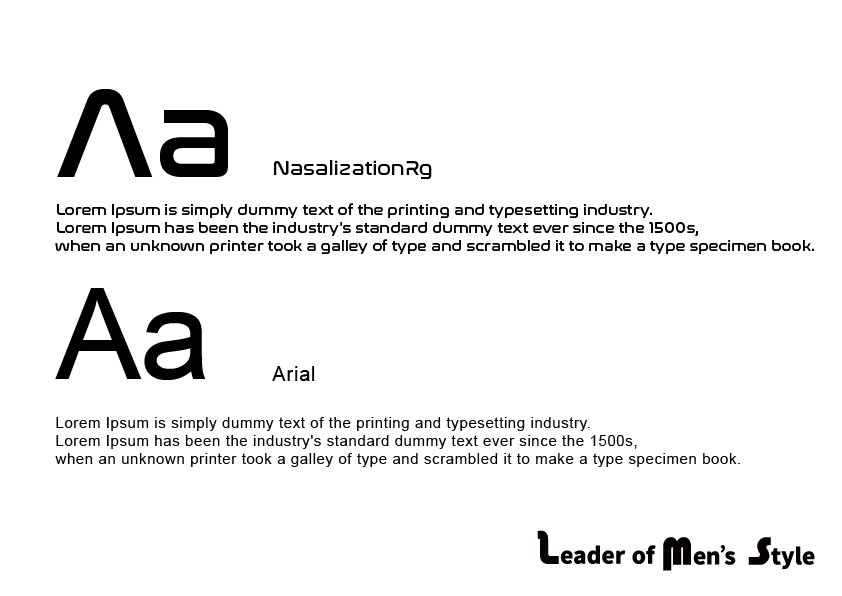 Aa
NasalizationRg
Lorem Ipsum is simply dummy text of the printing and typesetting industry.
Lorem Ipsum has been the industry's standard dummy text ever since the 1500s,
when an unknown printer took a galley of type and scrambled it to make a type specimen book.
Aa
Arial
Lorem Ipsum is simply dummy text of the printing and typesetting industry.
Lorem Ipsum has been the industry's standard dummy text ever since the 1500s,
when an unknown printer took a galley of type and scrambled it to make a type specimen book.
Leader of Men's Style